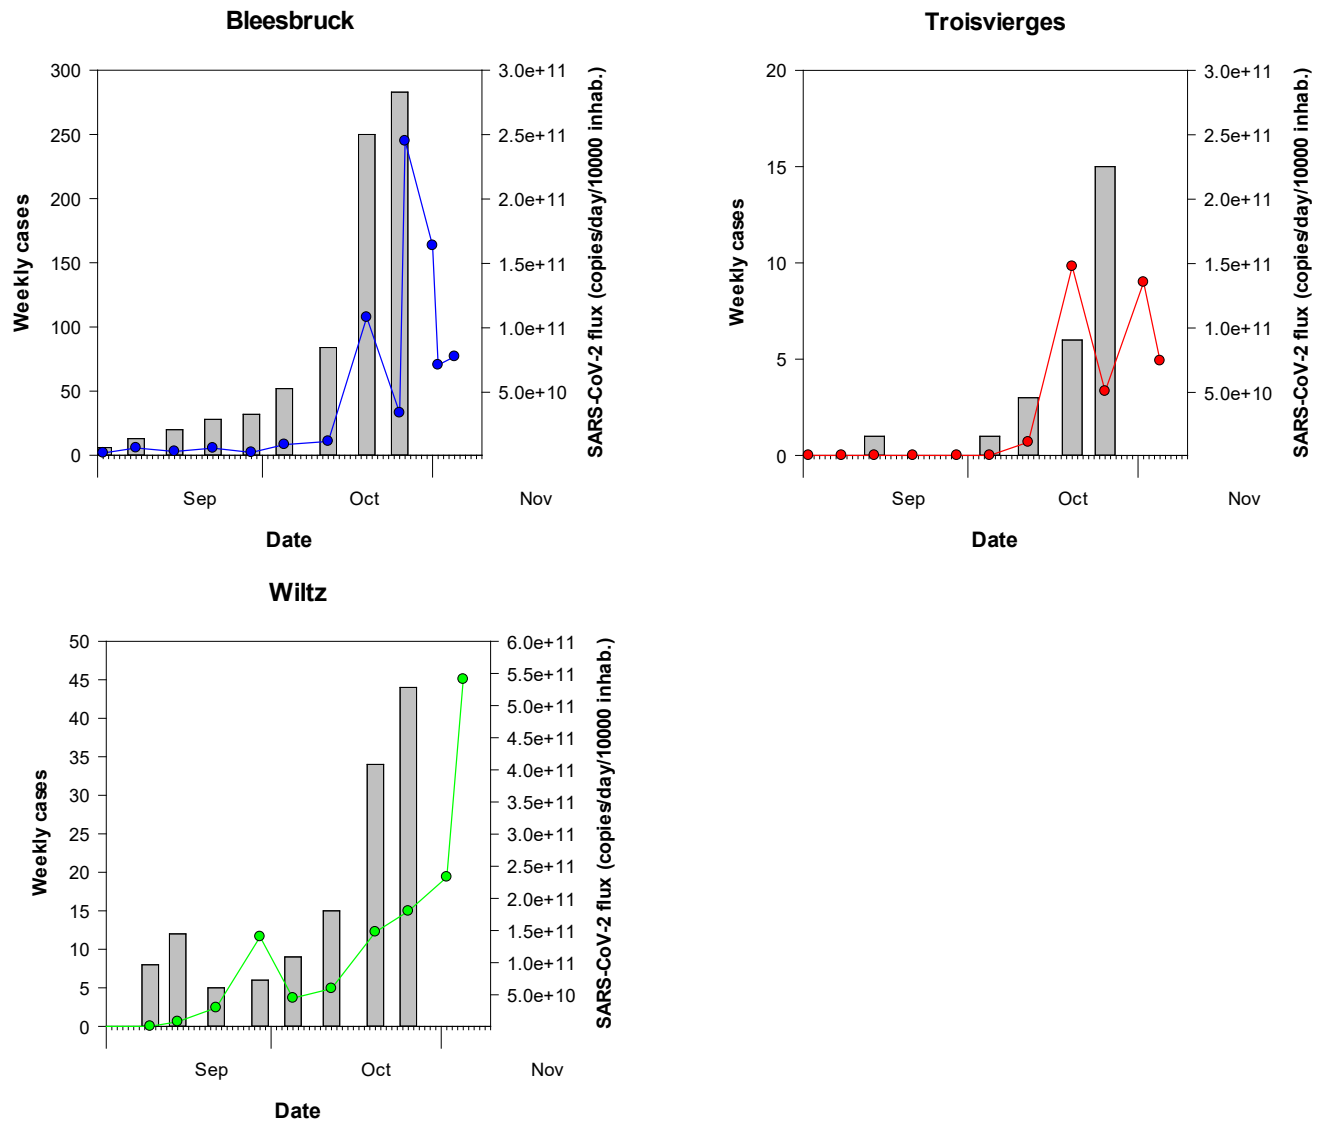 Bleesbruck
300
250
200
150
100
50
0
Weekly cases
3.0e+11
2.5e+11
2.0e+11
1.5e+11
1.0e+11
5.0e+10
SARS-CoV-2 flux (copies/day/10000 inhab.)
Sep Oct Nov
Date
Troisvierges
20
15
10
5
0
Weekly cases
3.0e+11
2.5e+11
2.0e+11
1.5e+11
1.0e+11
5.0e+10
SARS-CoV-2 flux (copies/day/10000 inhab.)
Sep Oct Nov
Date
Wiltz
50
45
40
35
30
25
20
15
10
5
0
Weekly cases
6.0e+11
5.5e+11
5.0e+11
4.5e+11
4.0e+11
3.5e+11
3.0e+11
2.5e+11
2.0e+11
1.5e+11
1.0e+11
5.0e+10
SARS-CoV-2 flux (copies/day/10000 inhab.)
Sep Oct Nov
Date